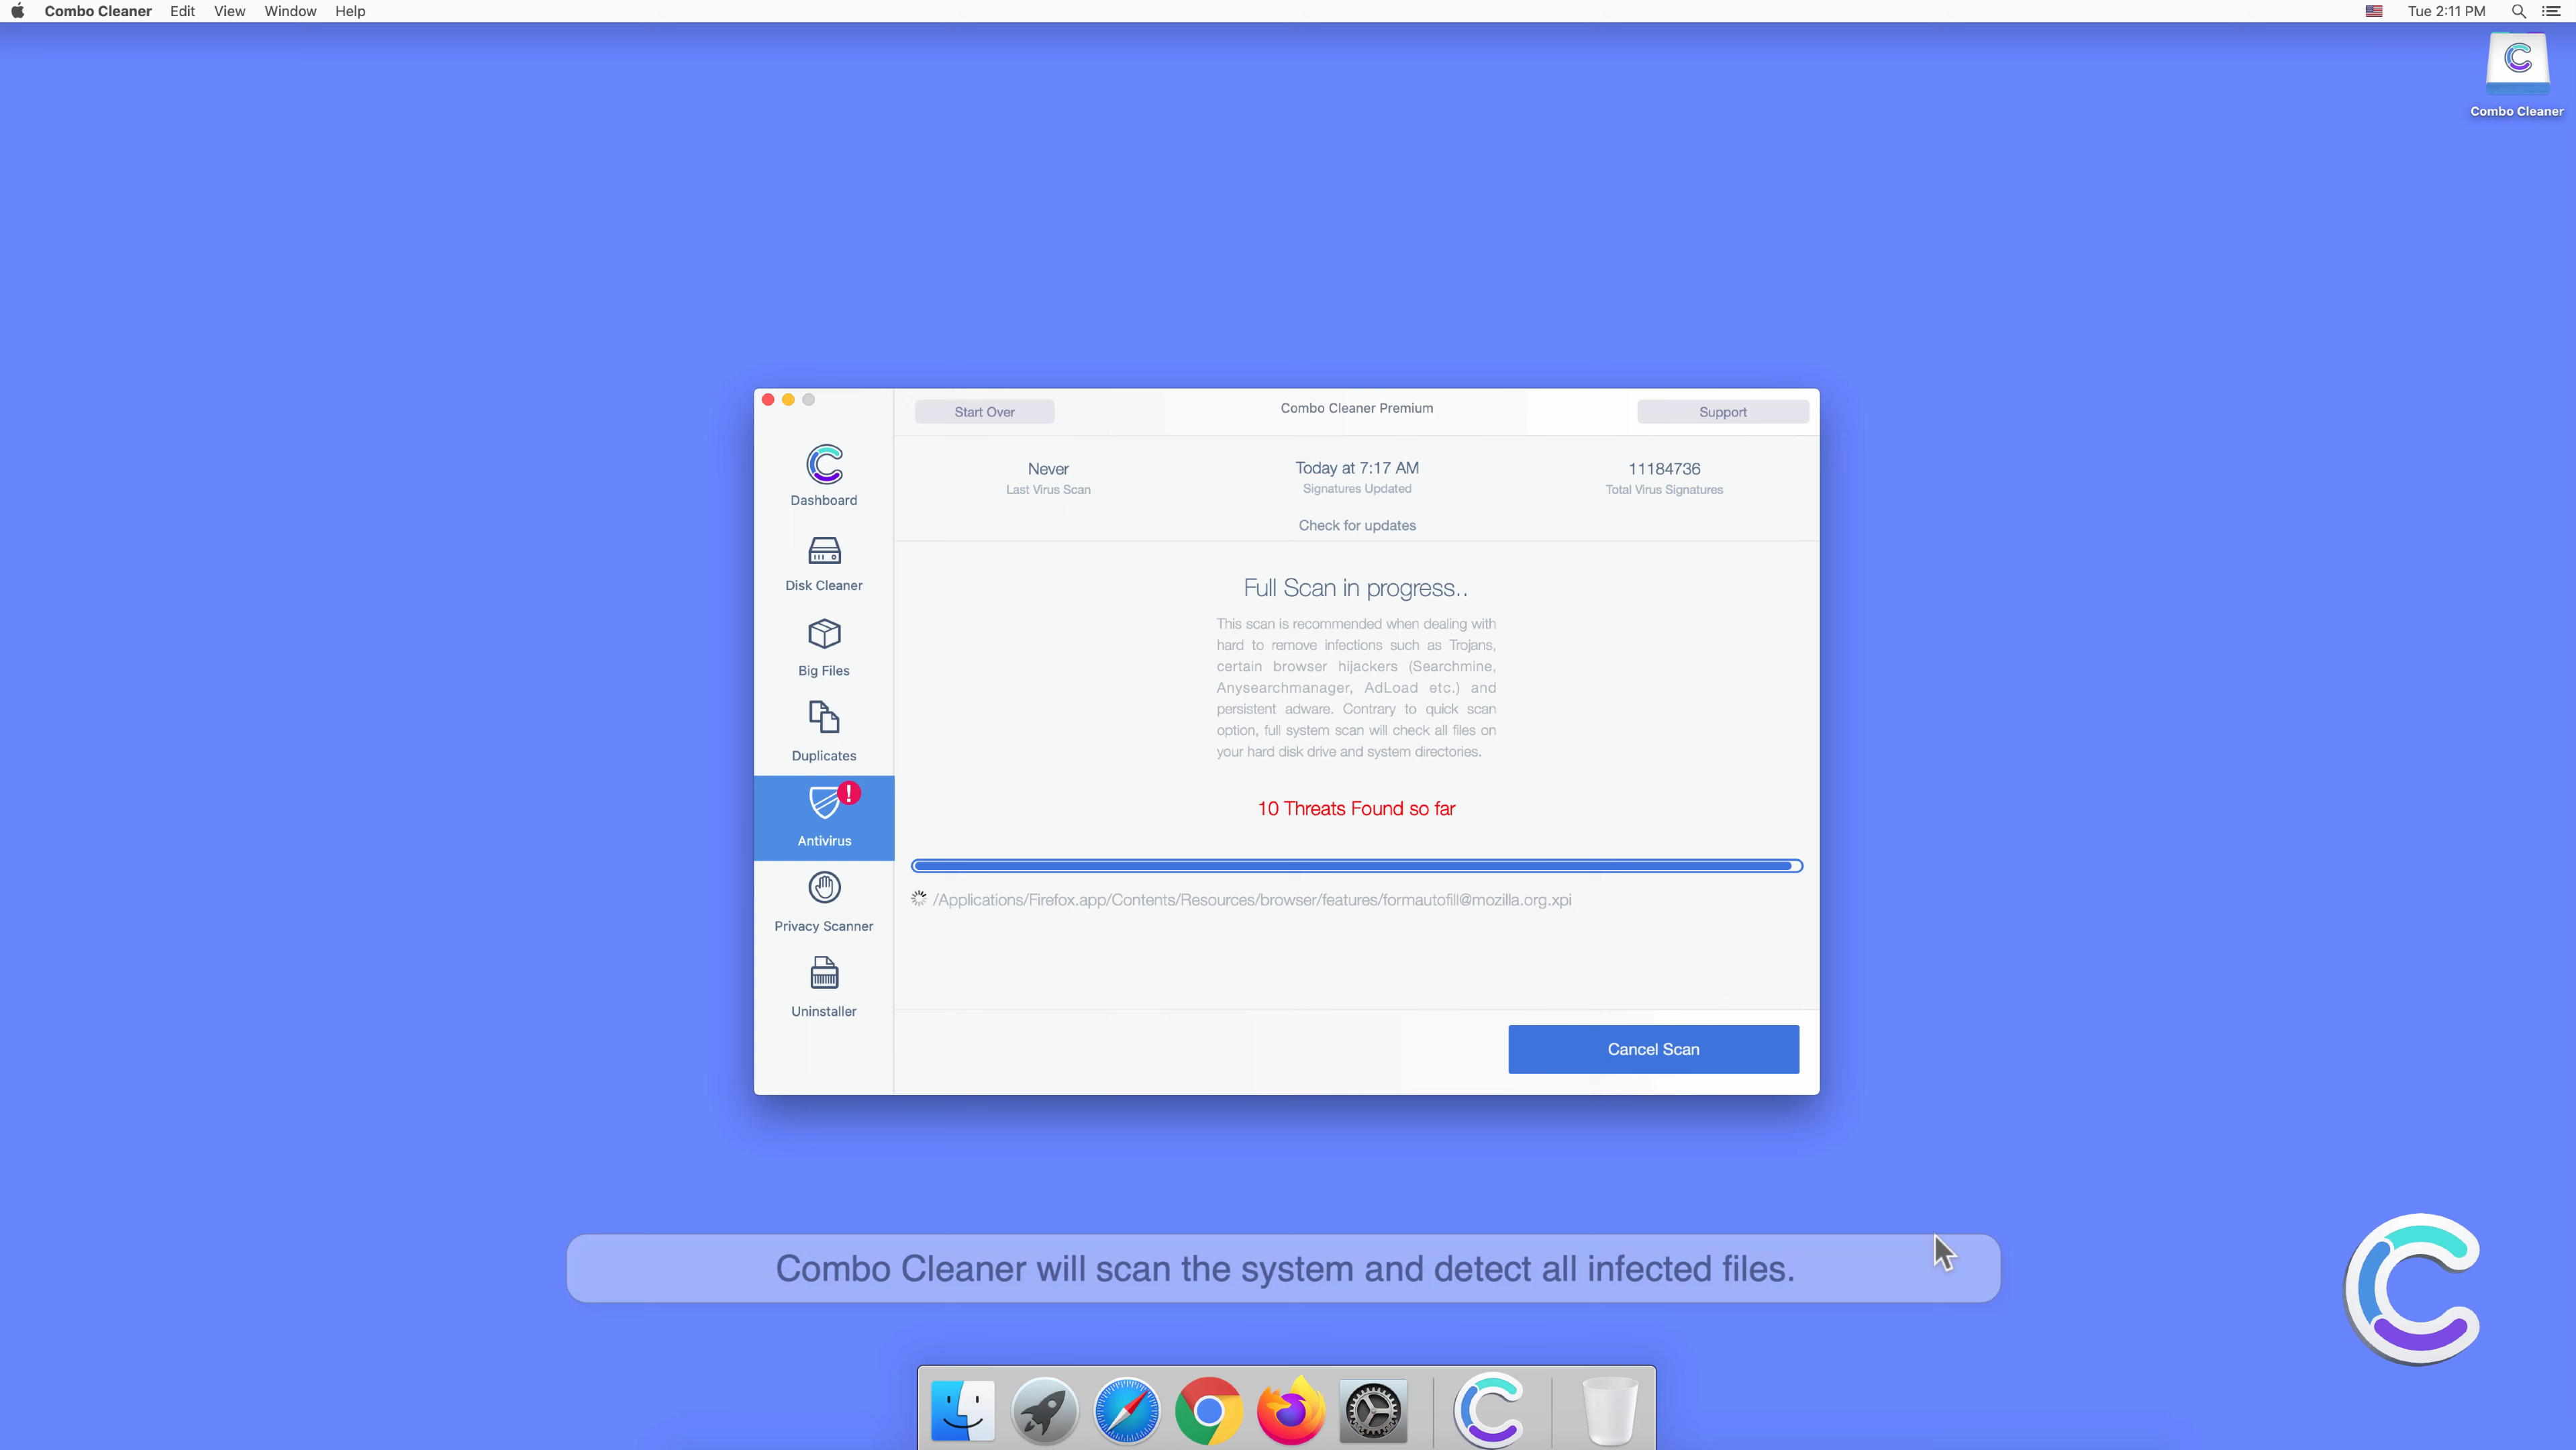 Combo Cleaner Edit View Window Help
Tue 2:11 PM
Combo Cleaner
Start Over
Combo Cleaner Premium
Support
Never
Last Virus Scan
Today at 7:17 AM
Signatures Updated
11184736
Total Virus Signatures
Check for updates
Dashboard
Disk Cleaner
Big Files
Duplicates
Antivirus
Privacy Scanner
Uninstaller
Full Scan in progress..
This scan is recommended when dealing with
hard to remove infections such as Trojans,
certain browser hijackers (Searchmine,
Anysearchmanager, AdLoad etc.) and
persistent adware. Contrary to quick scan
option, full system scan will check all files on
your hard disk drive and system directories.
10 Threats Found so far
/Applications/Firefox.app/Contents/Resources/browser/features/formautofill@mozilla.org.xpi
Cancel Scan
Combo Cleaner will scan the system and detect all infected files.